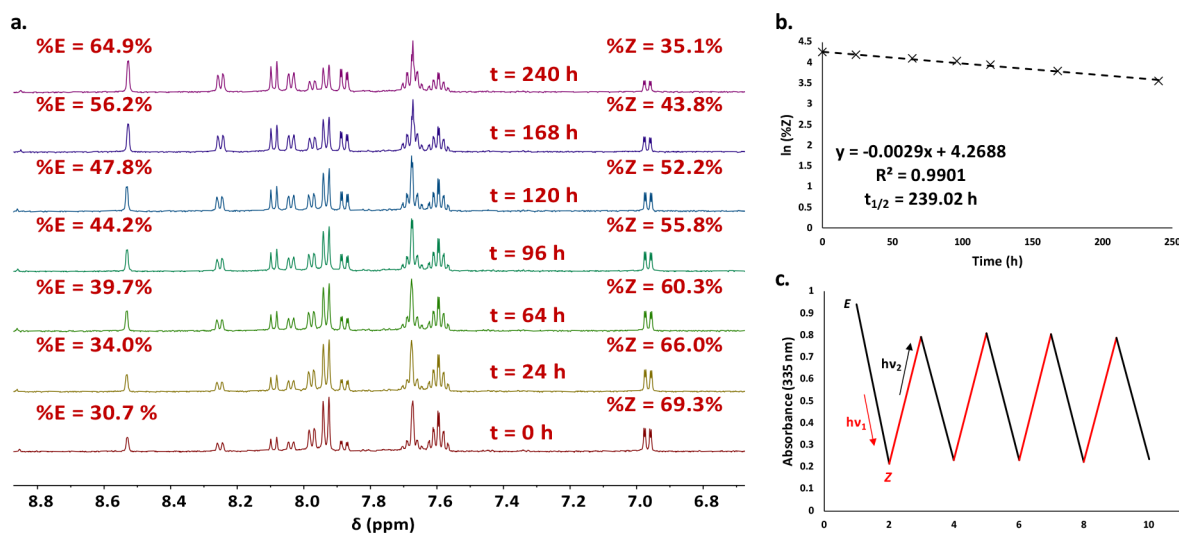 a.
%E = 64.9%
%Z = 35.1%
t = 240 h
%E = 56.2%
%Z = 43.8%
t = 168 h
%E = 47.8%
%Z = 52.2%
t = 120 h
%E = 44.2%
%Z = 55.8%
t = 96 h
%E = 39.7%
%Z = 60.3%
t = 64 h
%E = 34.0%
%Z = 66.0%
t = 24 h
%E = 30.7 %
%Z = 69.3%
t = 0 h
8.8 8.6 8.4 8.2 8.0 7.8 7.6 7.4 7.2 7.0 6.8
δ (ppm)
b.
ln (%Z)
4.5
4
3.5
3
2.5
2
1.5
1
0.5
0
y = -0.0029x + 4.2688
R² = 0.9901
t1/2 = 239.02 h
0 50 100 150 200 250
Time (h)
c.
Absorbance (335 nm)
1
0.9
0.8
0.7
0.6
0.5
0.4
0.3
0.2
0.1
0
E
hν2
hν1
Z
0 2 4 6 8 10